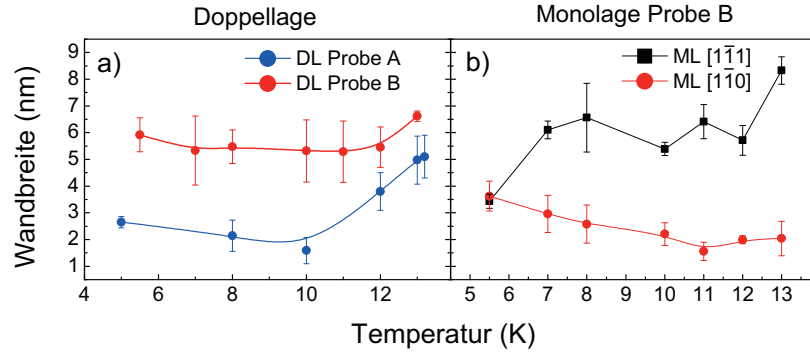 Doppellage
Monolage Probe B
Wandbreite (nm)
9
8
7
6
5
4
3
2
1
a)
DL Probe A
DL Probe B
b)
ML [11̅1]
ML [11̅0]
4 6 8 10 12
5 6 7 8 9 10 11 12 13
Temperatur (K)